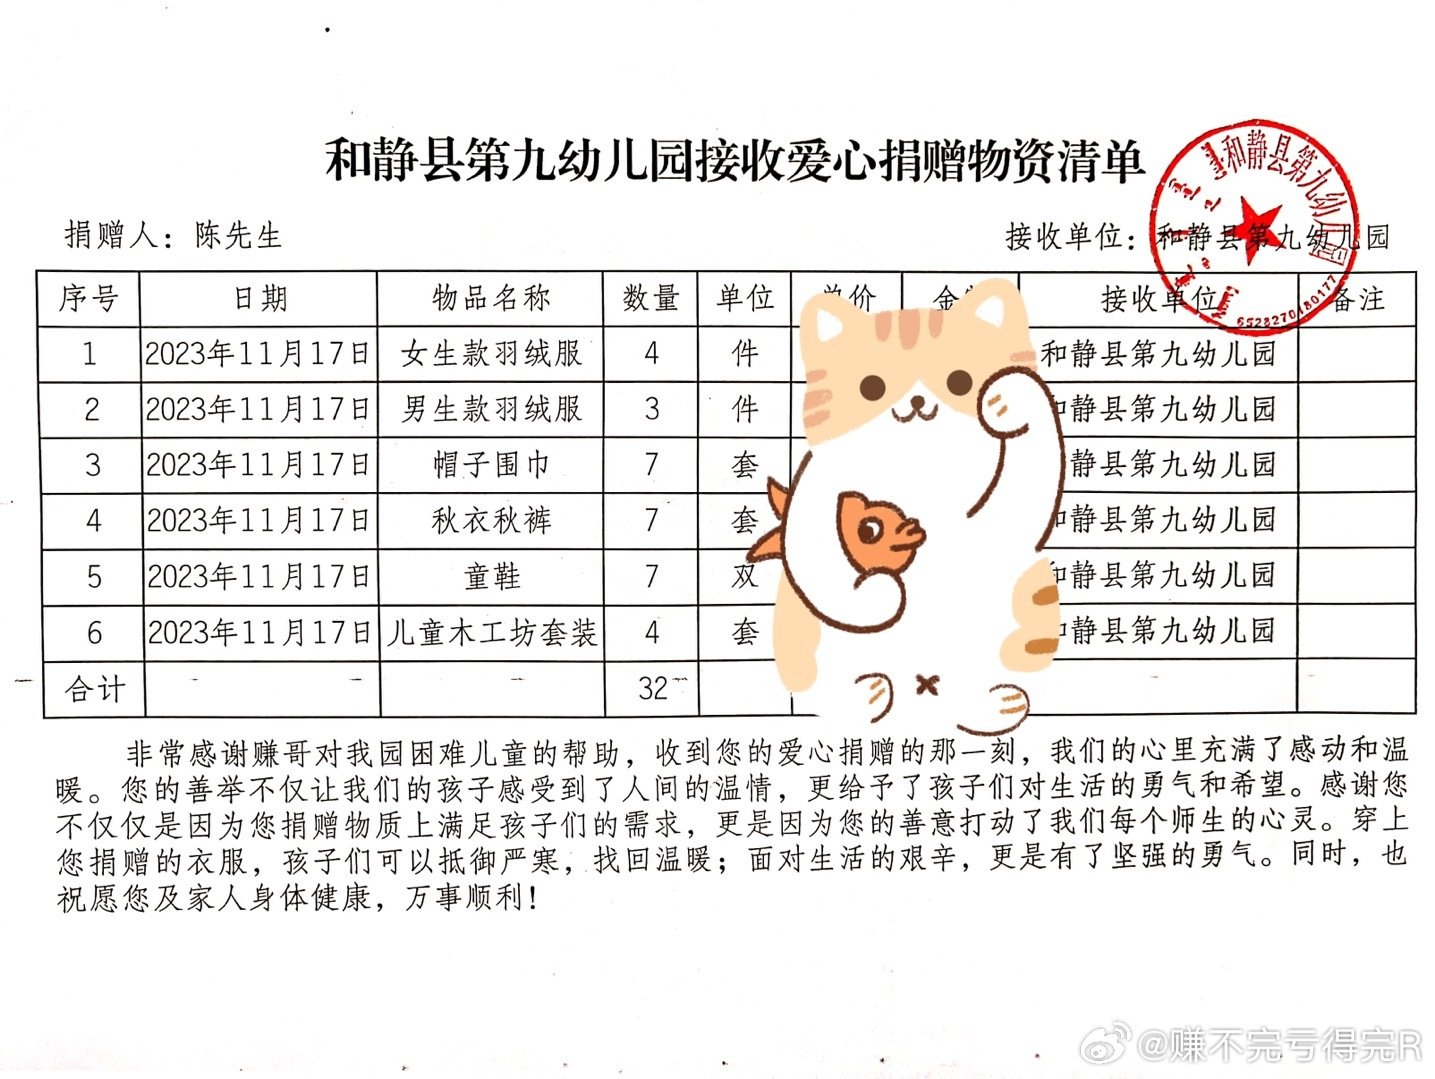 和静县第九幼儿园接收爱心捐赠物资清单
捐赠人：陈先生 接收单位：和静县第九幼儿园
和静县第九幼儿园
6528270180177
序号 日期 物品名称 数量 单位 单价 接收单位 备注
1 2023年11月17日 女生款羽绒服 4 件 和静县第九幼儿园
2 2023年11月17日 男生款羽绒服 3 件 和静县第九幼儿园
3 2023年11月17日 帽子围巾 7 套 静县第九幼儿园
4 2023年11月17日 秋衣秋裤 7 套 和静县第九幼儿园
5 2023年11月17日 童鞋 7 双 和静县第九幼儿园
6 2023年11月17日 儿童木工坊套装 4 套 和静县第九幼儿园
合计 32
非常感谢赚哥对我园困难儿童的帮助，收到您的爱心捐赠的那一刻，我们的心里充满了感动和温
暖。您的善举不仅让我们的孩子感受到了人间的温情，更给予了孩子们对生活的勇气和希望。感谢您
不仅仅是因为您捐赠物质上满足孩子们的需求，更是因为您的善意打动了我们每个师生的心灵。穿上
您捐赠的衣服，孩子们可以抵御严寒，找回温暖；面对生活的艰辛，更是有了坚强的勇气。同时，也
祝愿您及家人身体健康，万事顺利！
@赚不完亏得完R